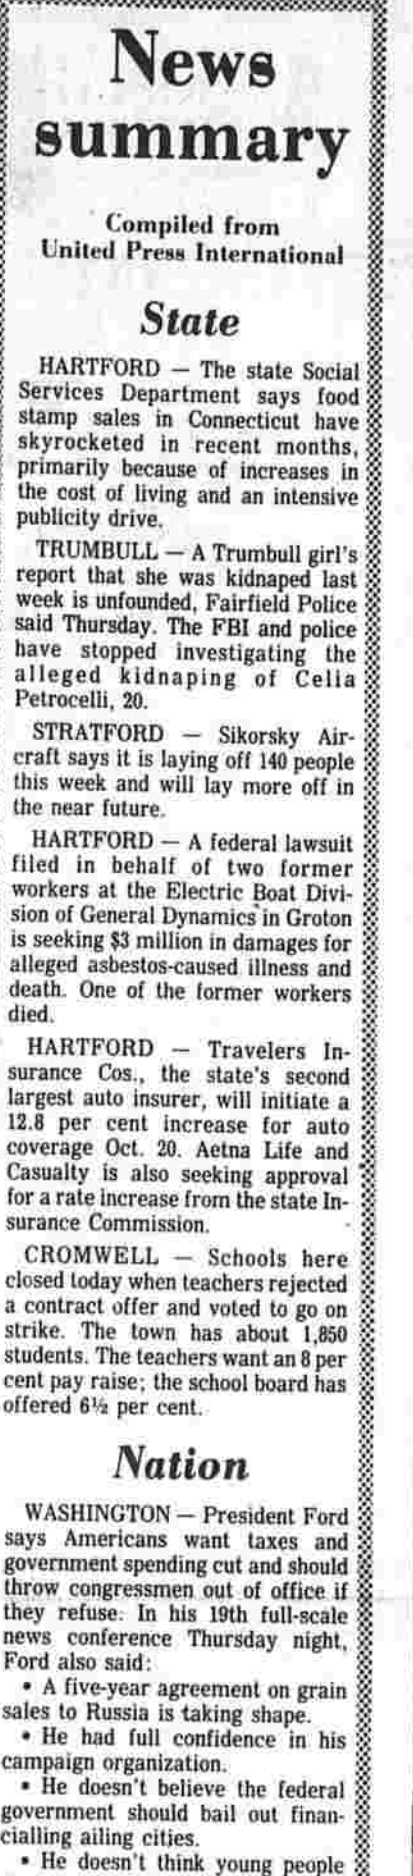 News
summary
Compiled from
United Press International
State
HARTFORD — The state Social
Services Department says food
stamp sales in Connecticut have
skyrocketed in recent months,
primarily because of increases in
the cost of living and an intensive
publicity drive.
TRUMBULL — A Trumbull girl's
report that she was kidnaped last
week is unfounded, Fairfield Police
said Thursday. The FBI and police
have stopped investigating the
alleged kidnaping of Celia
Petrocelli, 20.
STRATFORD — Sikorsky Air-
craft says it is laying off 140 people
this week and will lay more off in
the near future.
HARTFORD — A federal lawsuit
filed in behalf of two former
workers at the Electric Boat Divi-
sion of General Dynamics in Groton
is seeking $3 million in damages for
alleged asbestos-caused illness and
death. One of the former workers
died.
HARTFORD — Travelers In-
surance Cos., the state's second
largest auto insurer, will initiate a
12.8 per cent increase for auto
coverage Oct. 20. Aetna Life and
Casualty is also seeking approval
for a rate increase from the state In-
surance Commission.
CROMWELL — Schools here
closed today when teachers rejected
a contract offer and voted to go on
strike. The town has about 1,850
students. The teachers want an 8 per
cent pay raise; the school board has
offered 6½ per cent.
Nation
WASHINGTON — President Ford
says Americans want taxes and
government spending cut and should
throw congressmen out of office if
they refuse. In his 19th full-scale
news conference Thursday night,
Ford also said:
• A five-year agreement on grain
sales to Russia is taking shape.
• He had full confidence in his
campaign organization.
• He doesn't believe the federal
government should bail out finan-
cialling ailing cities.
• He doesn't think young people